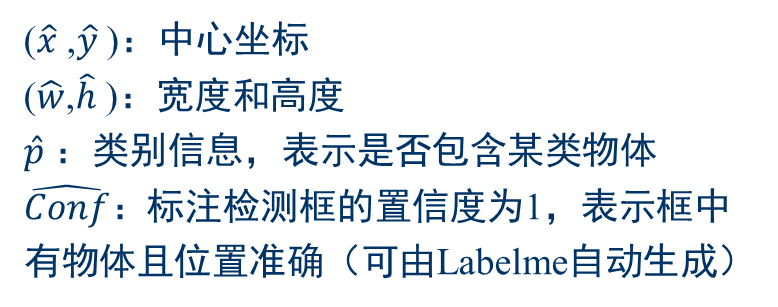 (x̂ ,ŷ )：中心坐标
(ŵ,ĥ )：宽度和高度
p̂ ：类别信息，表示是否包含某类物体
\widehat{Conf}：标注检测框的置信度为1，表示框中
有物体且位置准确（可由Labelme自动生成）